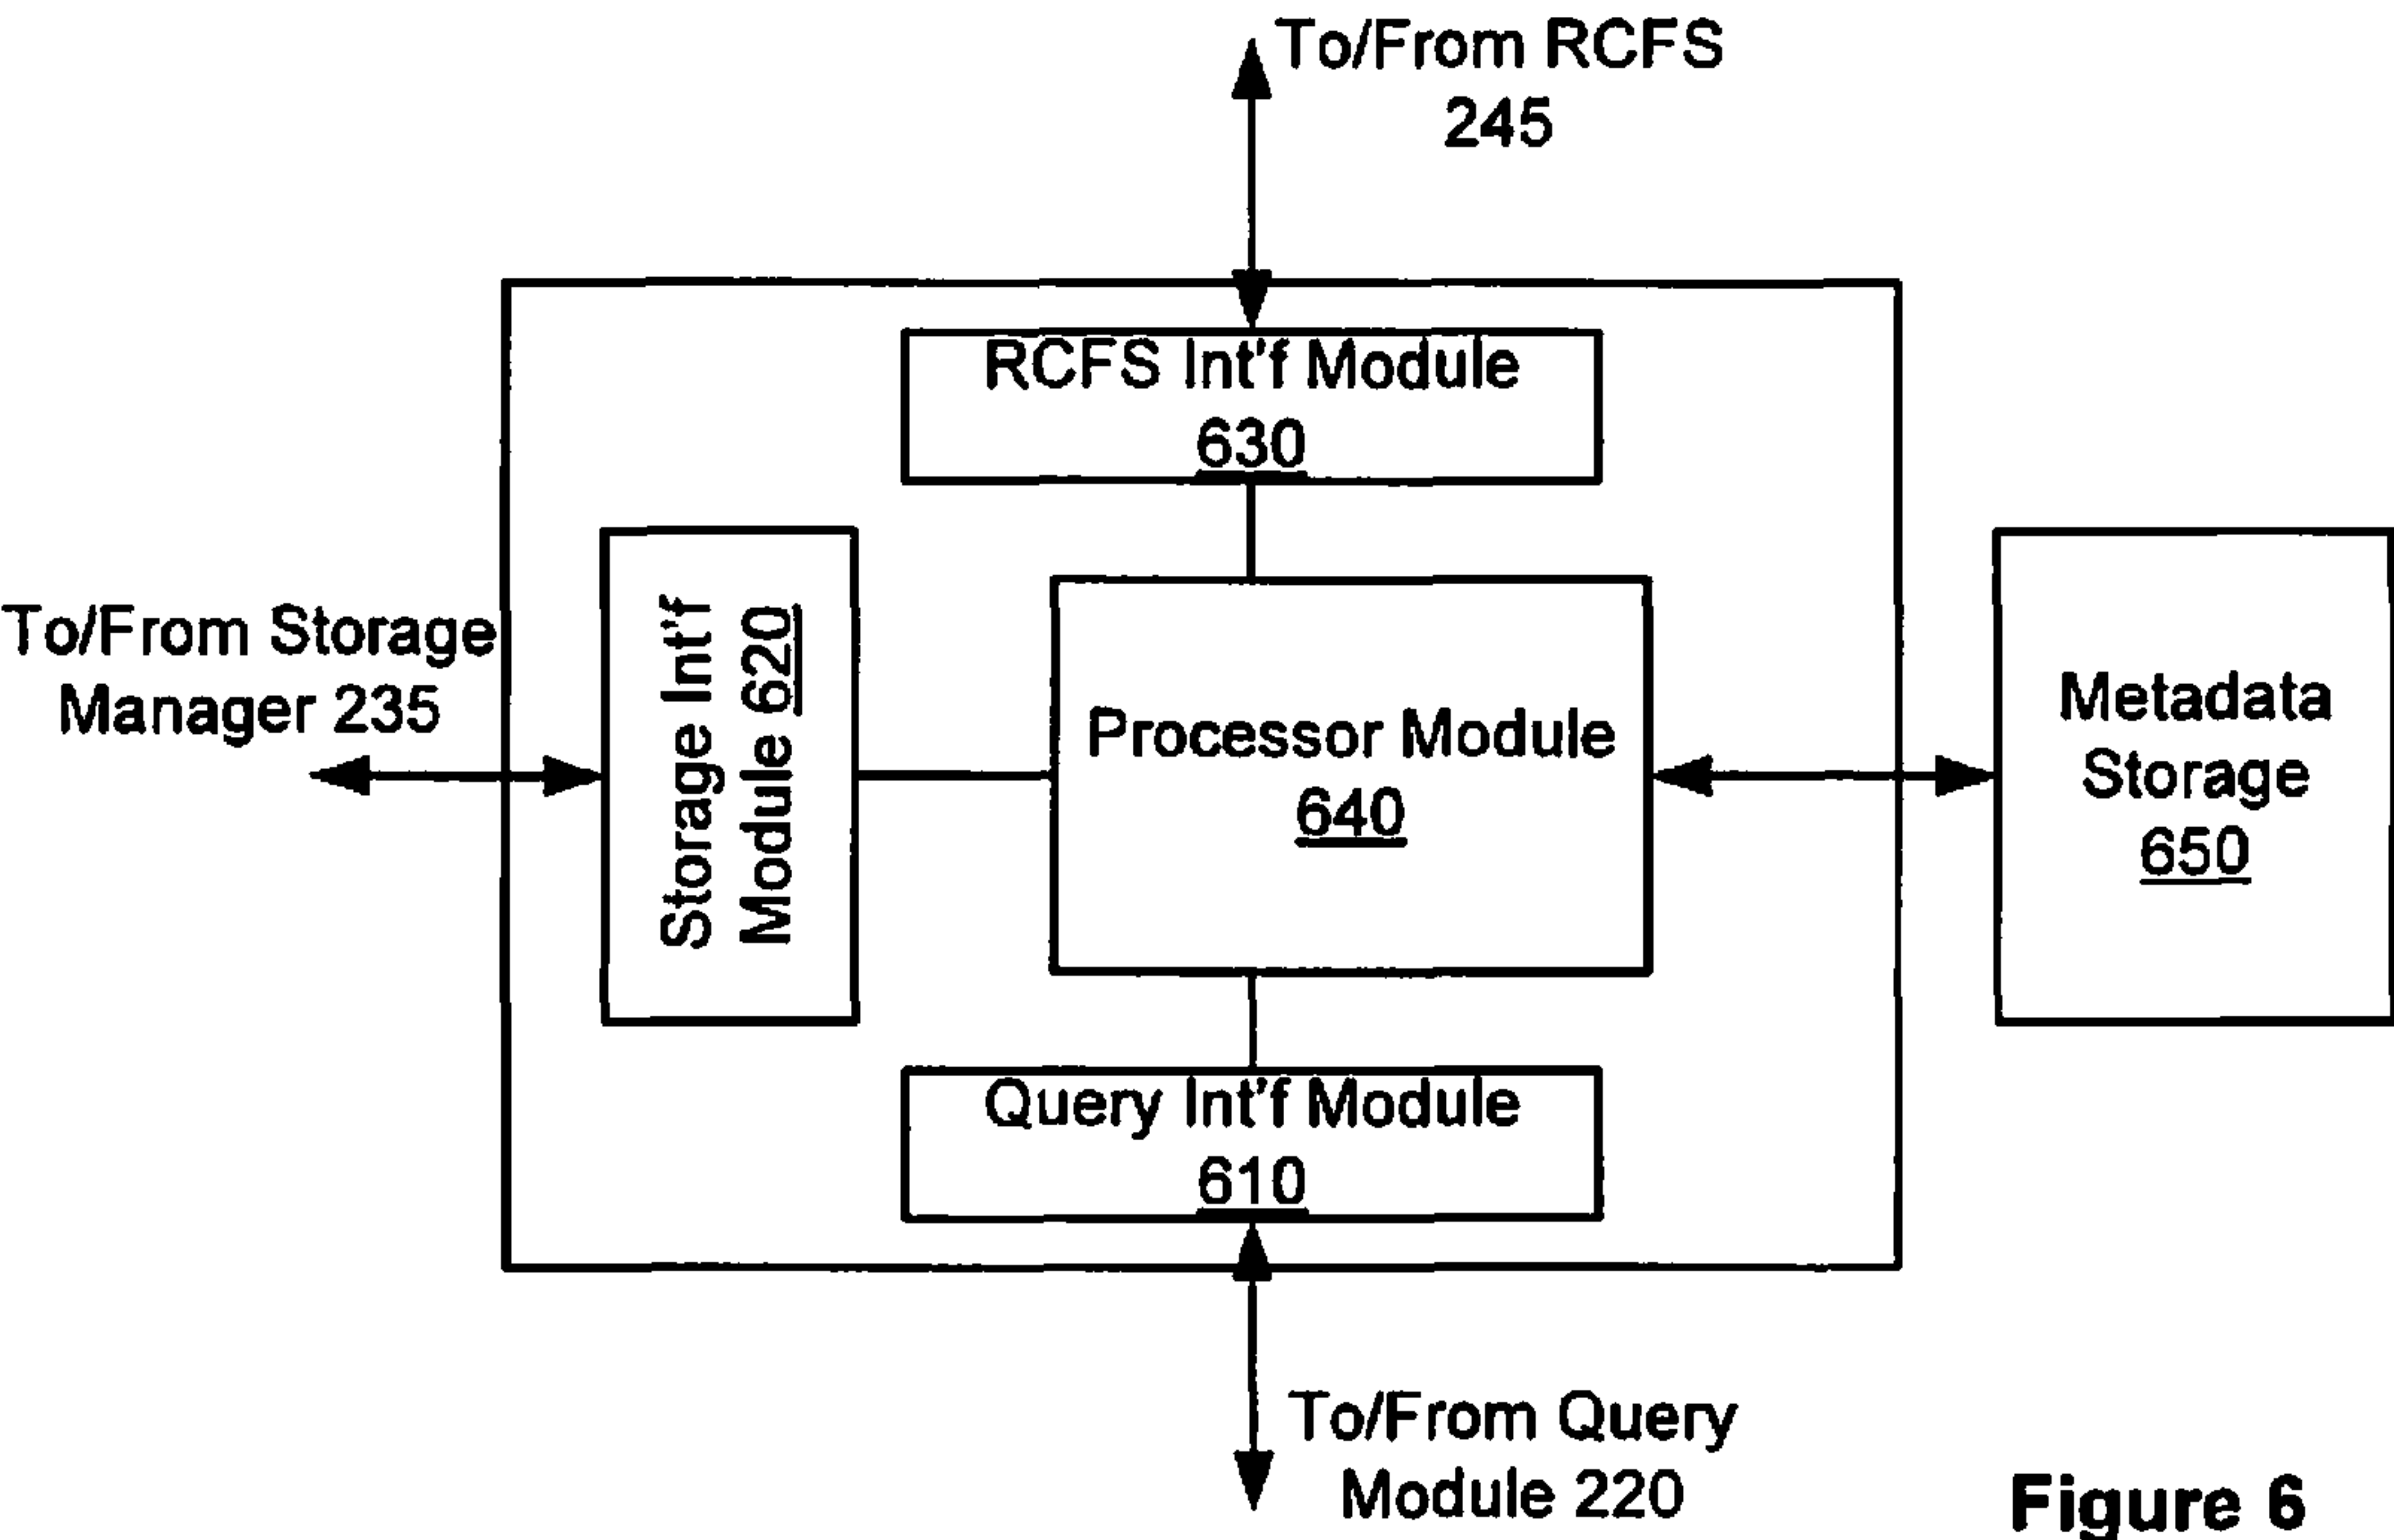 To/From RCFS
245
RCFS Int'f Module
630
To/From Storage
Manager 235
Storage Int'f
Module 620
Processor Module
640
Metadata
Storage
650
Query Int'f Module
610
To/From Query
Module 220
Figure 6